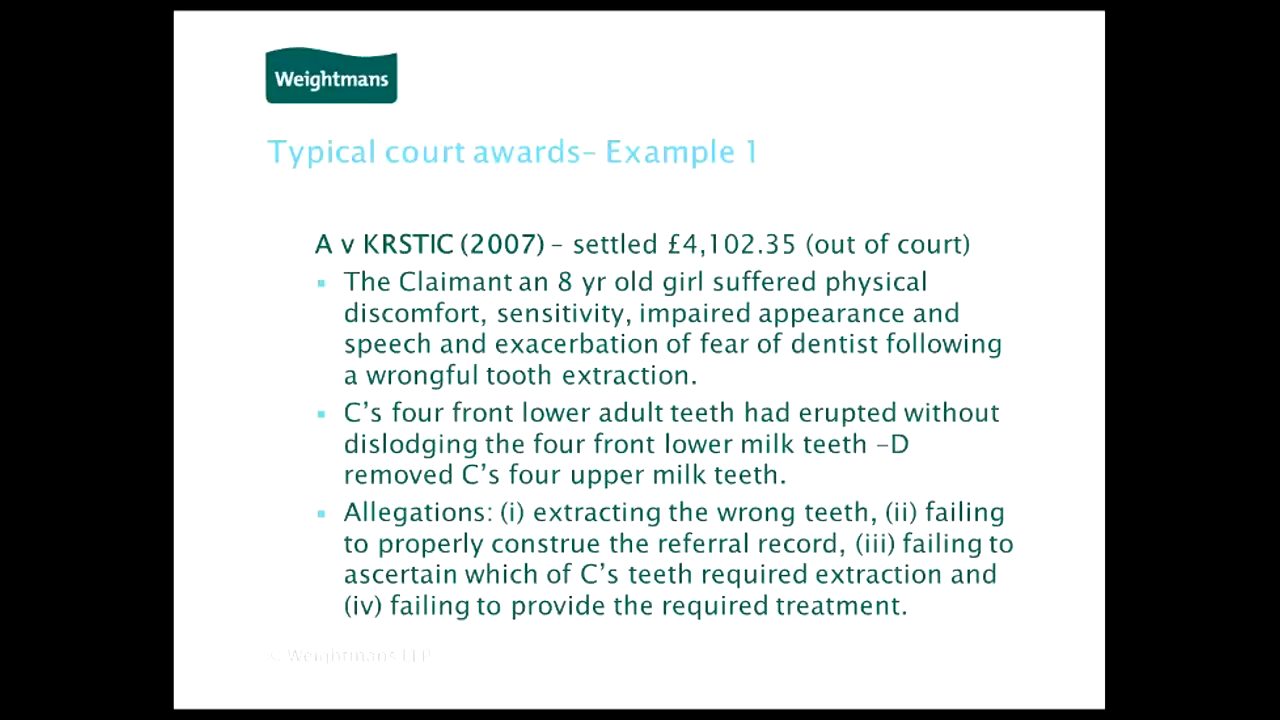 Weightmans
Typical court awards– Example 1
A v KRSTIC (2007) – settled £4,102.35 (out of court)
▪ The Claimant an 8 yr old girl suffered physical
discomfort, sensitivity, impaired appearance and
speech and exacerbation of fear of dentist following
a wrongful tooth extraction.
▪ C’s four front lower adult teeth had erupted without
dislodging the four front lower milk teeth –D
removed C’s four upper milk teeth.
▪ Allegations: (i) extracting the wrong teeth, (ii) failing
to properly construe the referral record, (iii) failing to
ascertain which of C’s teeth required extraction and
(iv) failing to provide the required treatment.
Weightmans LLP